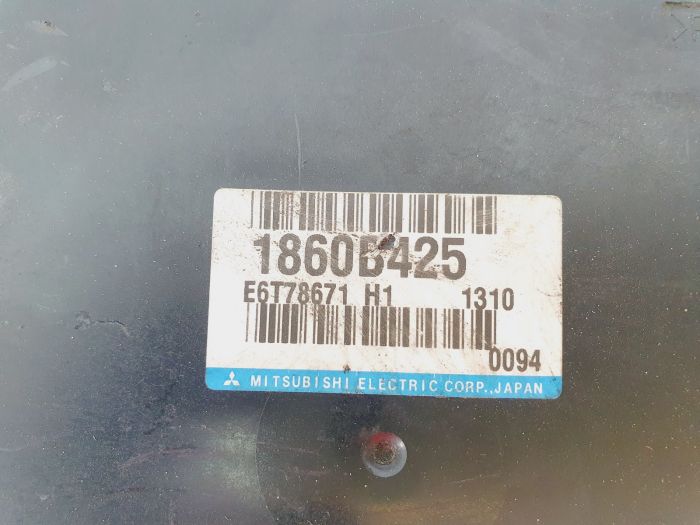 1860B425
E6T78671 H1 1310
0094
MITSUBISHI ELECTRIC CORP.,JAPAN